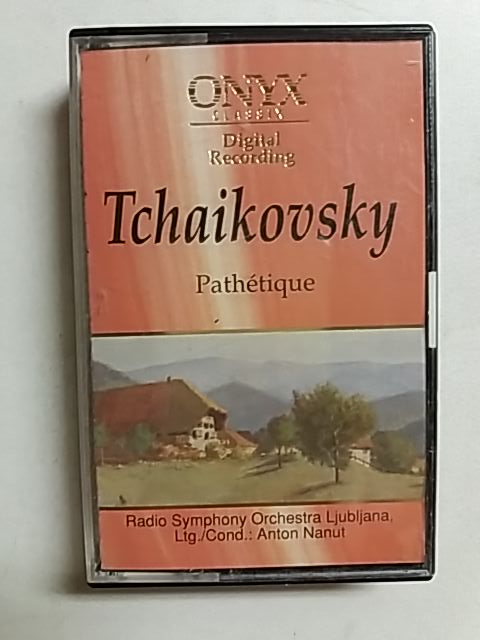 ONYX
CLASSIX
Digital
Recording
Tchaikovsky
Pathétique
Radio Symphony Orchestra Ljubljana,
Ltg./Cond.: Anton Nanut